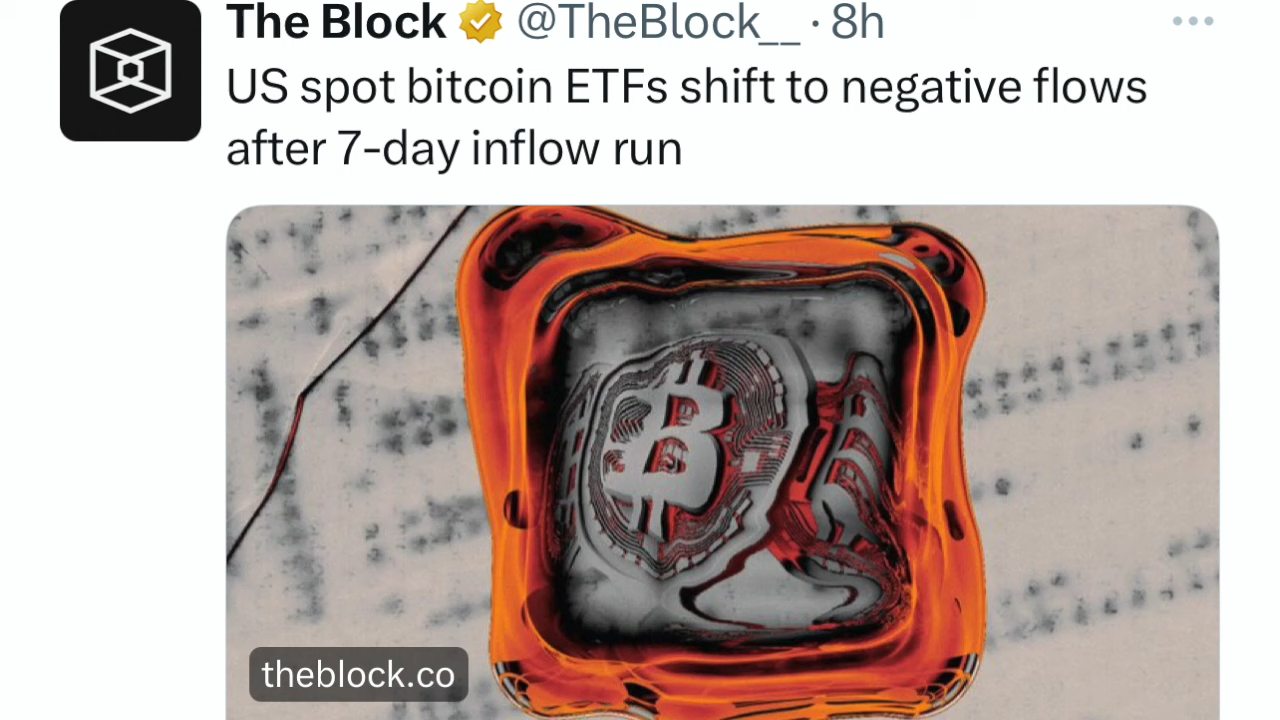 The Block @TheBlock__ · 8h
US spot bitcoin ETFs shift to negative flows
after 7-day inflow run
theblock.co